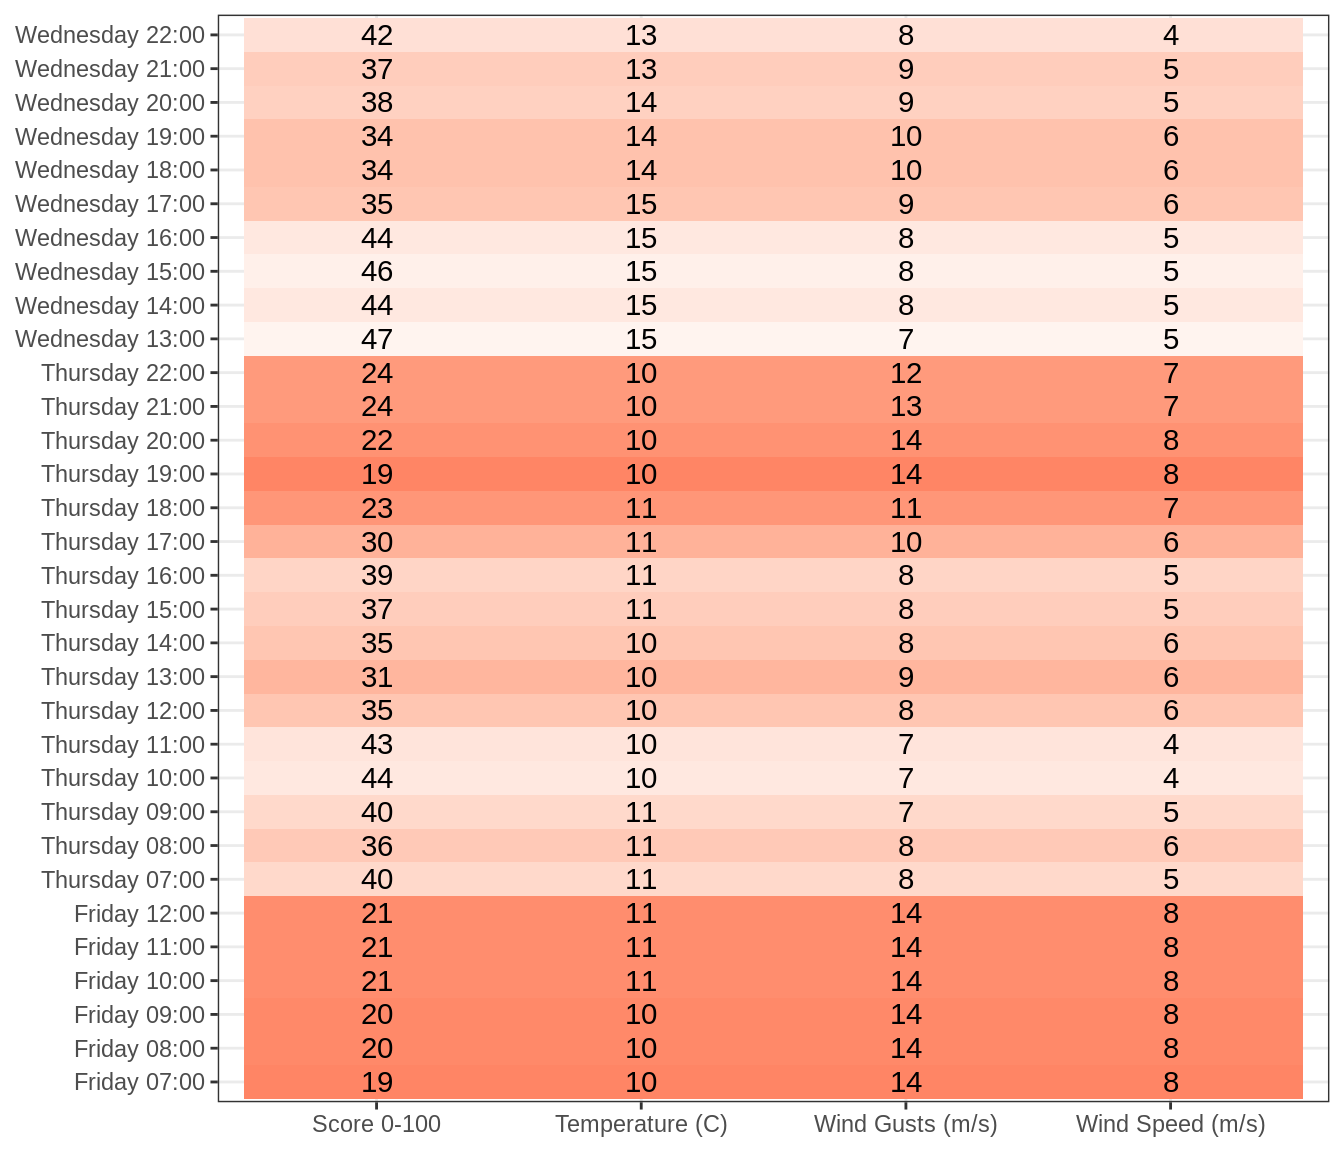 Wednesday 22:00 42 13 8 4
Wednesday 21:00 37 13 9 5
Wednesday 20:00 38 14 9 5
Wednesday 19:00 34 14 10 6
Wednesday 18:00 34 14 10 6
Wednesday 17:00 35 15 9 6
Wednesday 16:00 44 15 8 5
Wednesday 15:00 46 15 8 5
Wednesday 14:00 44 15 8 5
Wednesday 13:00 47 15 7 5
Thursday 22:00 24 10 12 7
Thursday 21:00 24 10 13 7
Thursday 20:00 22 10 14 8
Thursday 19:00 19 10 14 8
Thursday 18:00 23 11 11 7
Thursday 17:00 30 11 10 6
Thursday 16:00 39 11 8 5
Thursday 15:00 37 11 8 5
Thursday 14:00 35 10 8 6
Thursday 13:00 31 10 9 6
Thursday 12:00 35 10 8 6
Thursday 11:00 43 10 7 4
Thursday 10:00 44 10 7 4
Thursday 09:00 40 11 7 5
Thursday 08:00 36 11 8 6
Thursday 07:00 40 11 8 5
Friday 12:00 21 11 14 8
Friday 11:00 21 11 14 8
Friday 10:00 21 11 14 8
Friday 09:00 20 10 14 8
Friday 08:00 20 10 14 8
Friday 07:00 19 10 14 8
Score 0-100 Temperature (C) Wind Gusts (m/s) Wind Speed (m/s)